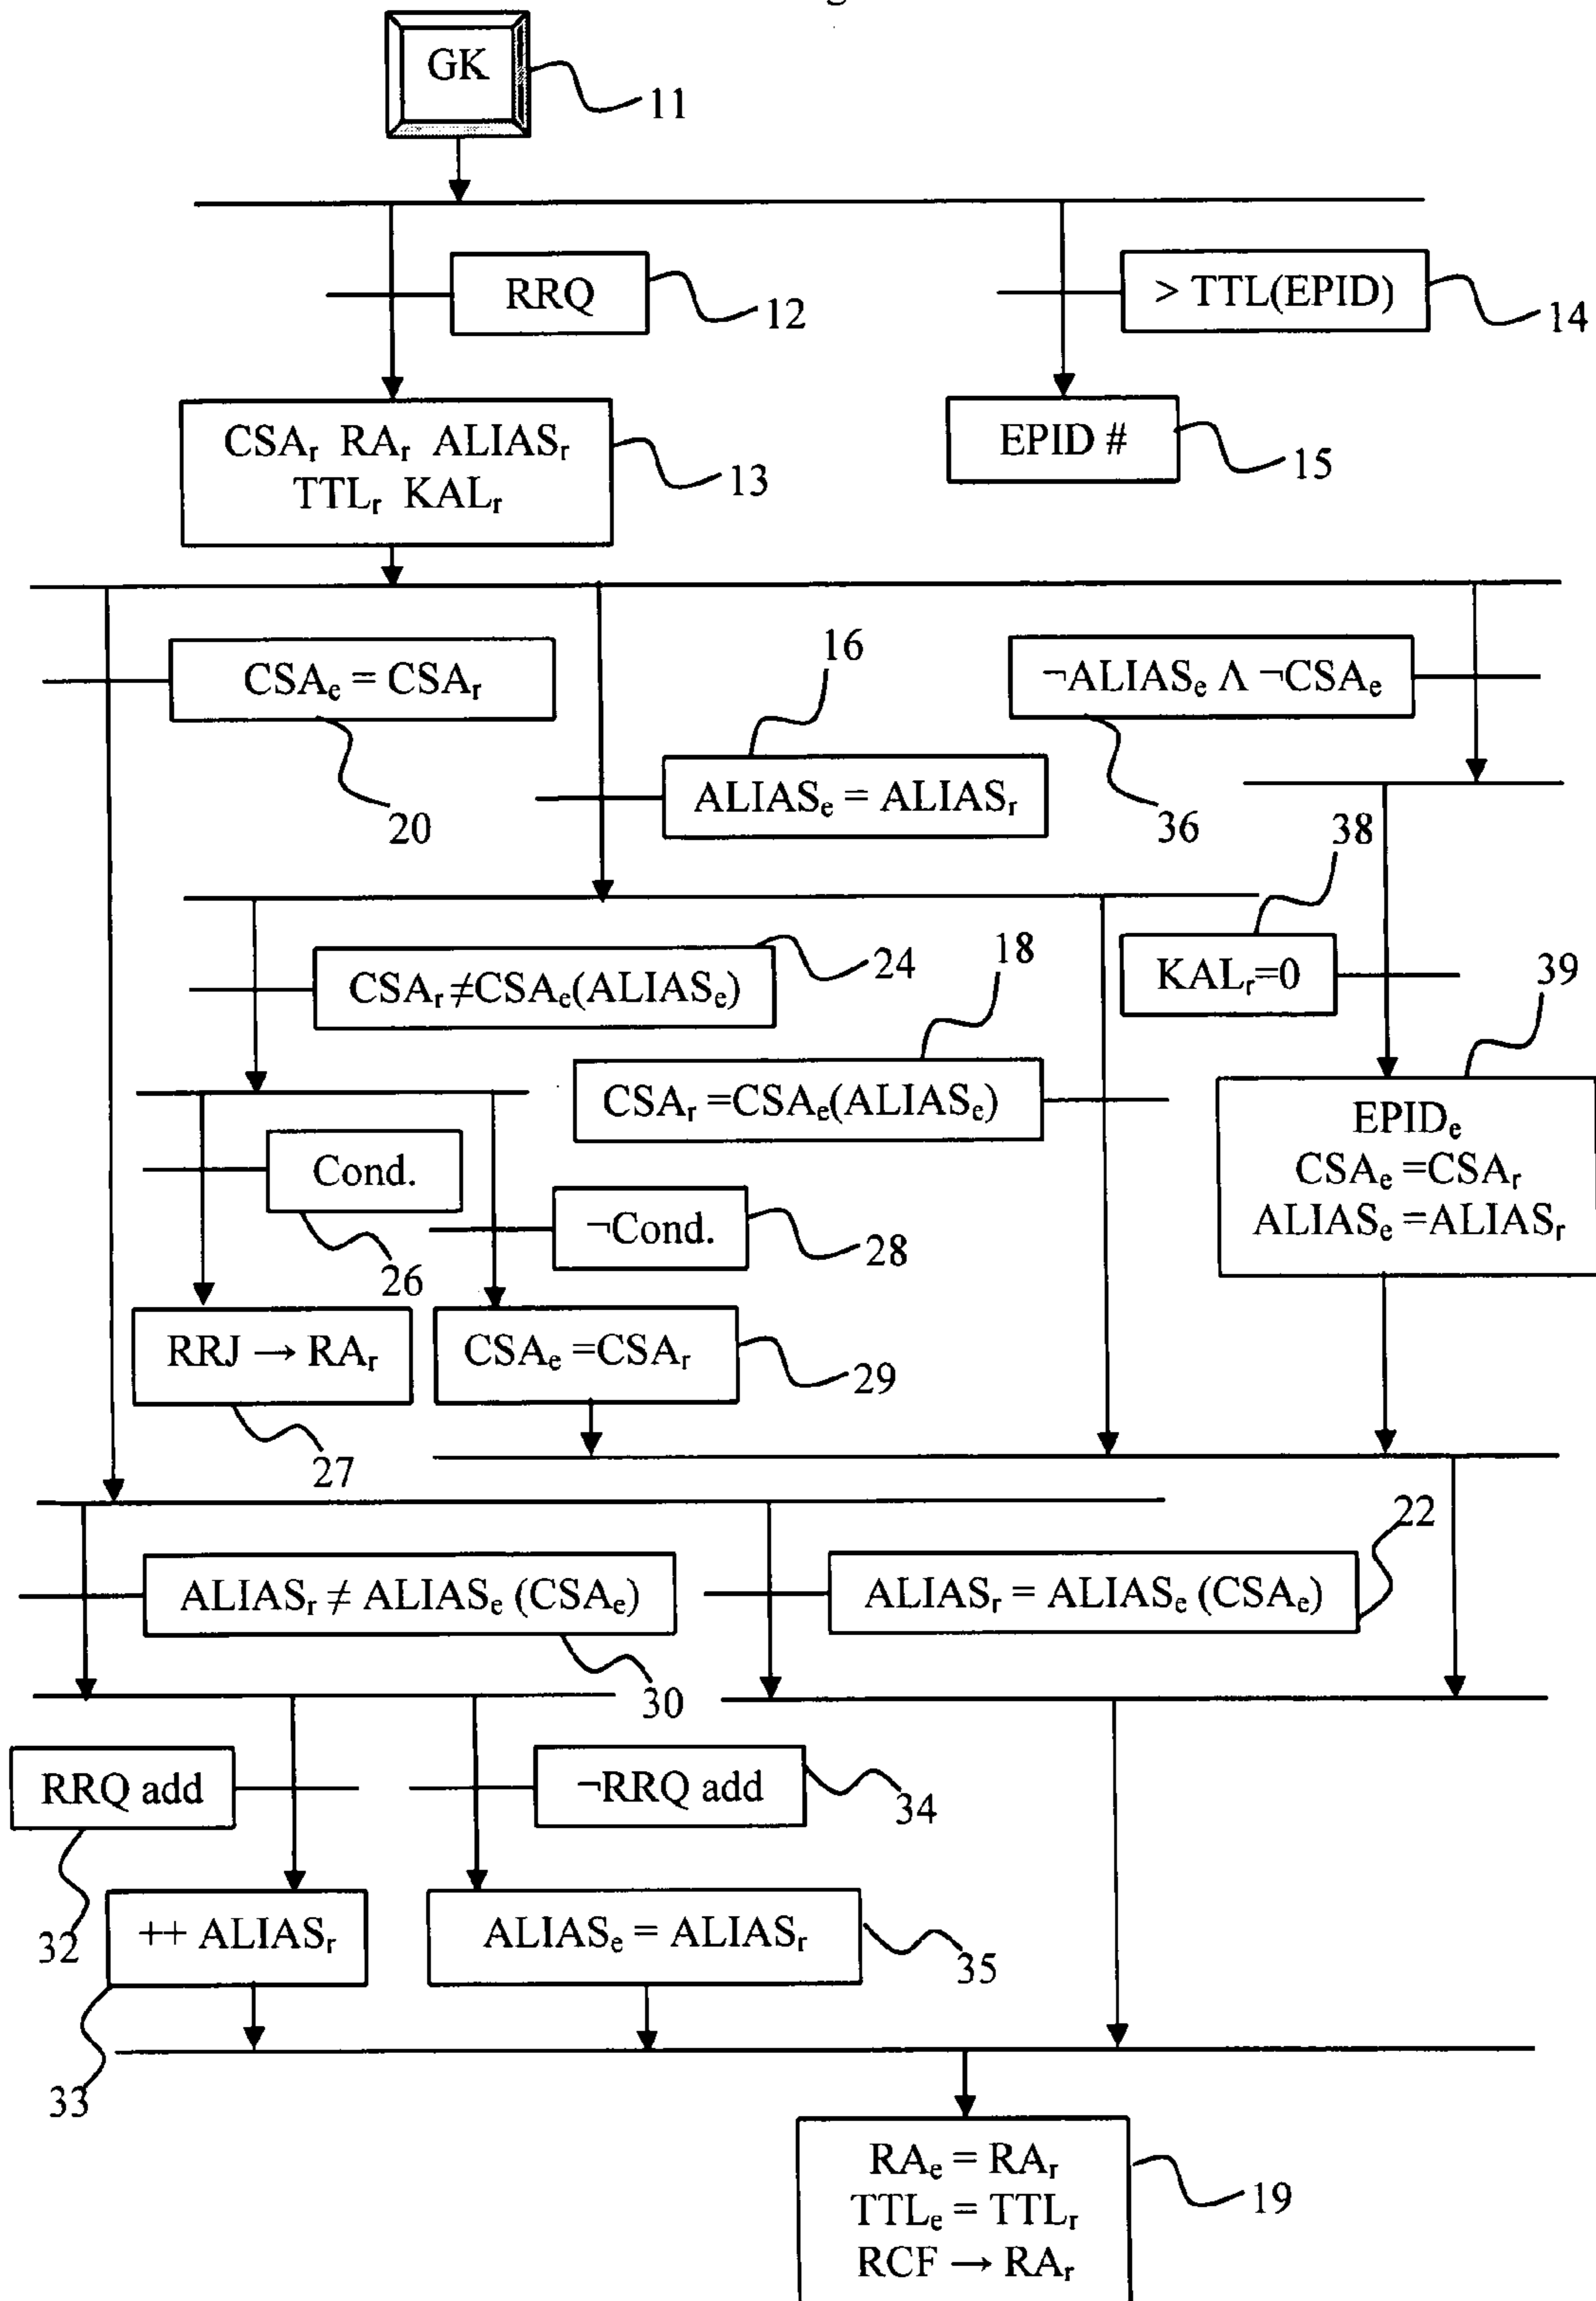 GK
11
RRQ
12
> TTL(EPID)
14
CSAr RAr ALIASr
TTLr KALr
13
EPID #
15
CSAe = CSAr
20
16
ALIASe = ALIASr
¬ALIASe Λ ¬CSAe
36
38
CSAr ≠CSAe(ALIASe)
24
18
KALr=0
39
CSAr =CSAe(ALIASe)
EPIDe
CSAe =CSAr
ALIASe =ALIASr
Cond.
26
¬Cond.
28
RRJ → RAr
27
CSAe =CSAr
29
22
ALIASr ≠ ALIASe (CSAe)
30
ALIASr = ALIASe (CSAe)
RRQ add
32
¬RRQ add
34
++ ALIASr
33
ALIASe = ALIASr
35
RAe = RAr
TTLe = TTLr
RCF → RAr
19